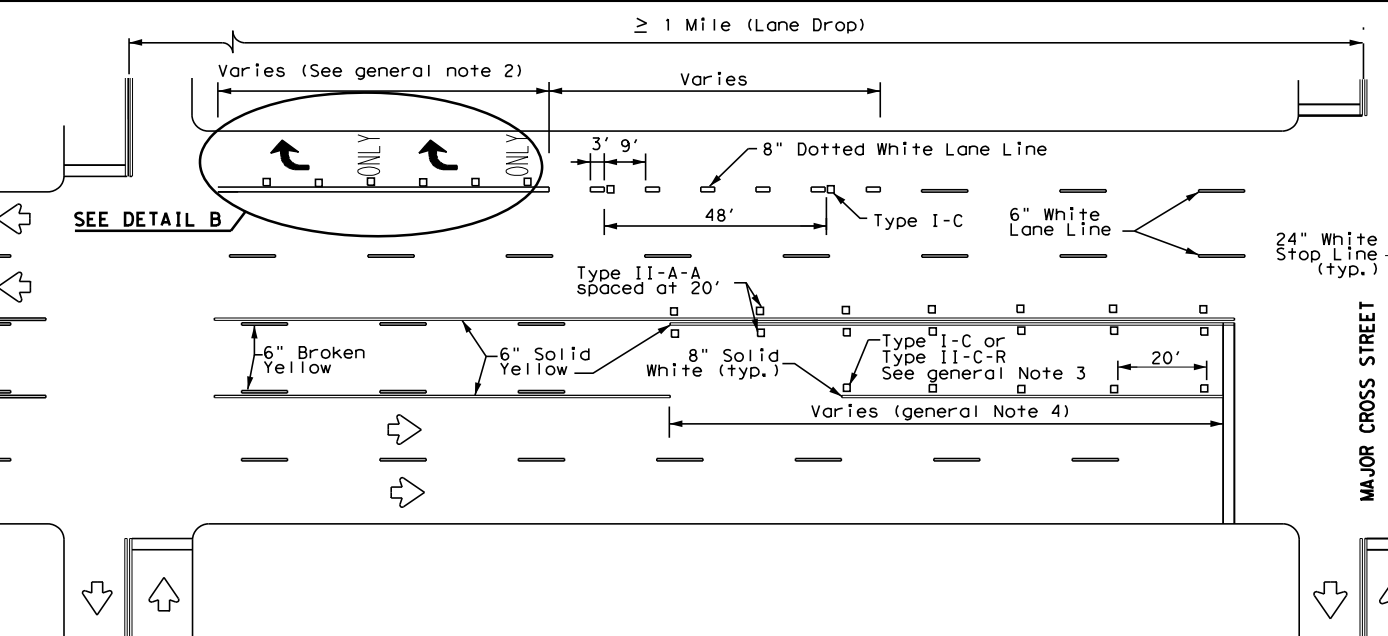 ≥ 1 Mile (Lane Drop)
Varies (See general note 2)
Varies
ONLY
ONLY
3' 9'
8" Dotted White Lane Line
SEE DETAIL B
48'
Type I-C
6" White
Lane Line
24" White
Stop Line
(typ.)
Type II-A-A
spaced at 20'
6" Broken
Yellow
6" Solid
Yellow
8" Solid
White (typ.)
Type I-C or
Type II-C-R
See general Note 3
20'
Varies (general Note 4)
MAJOR CROSS STREET